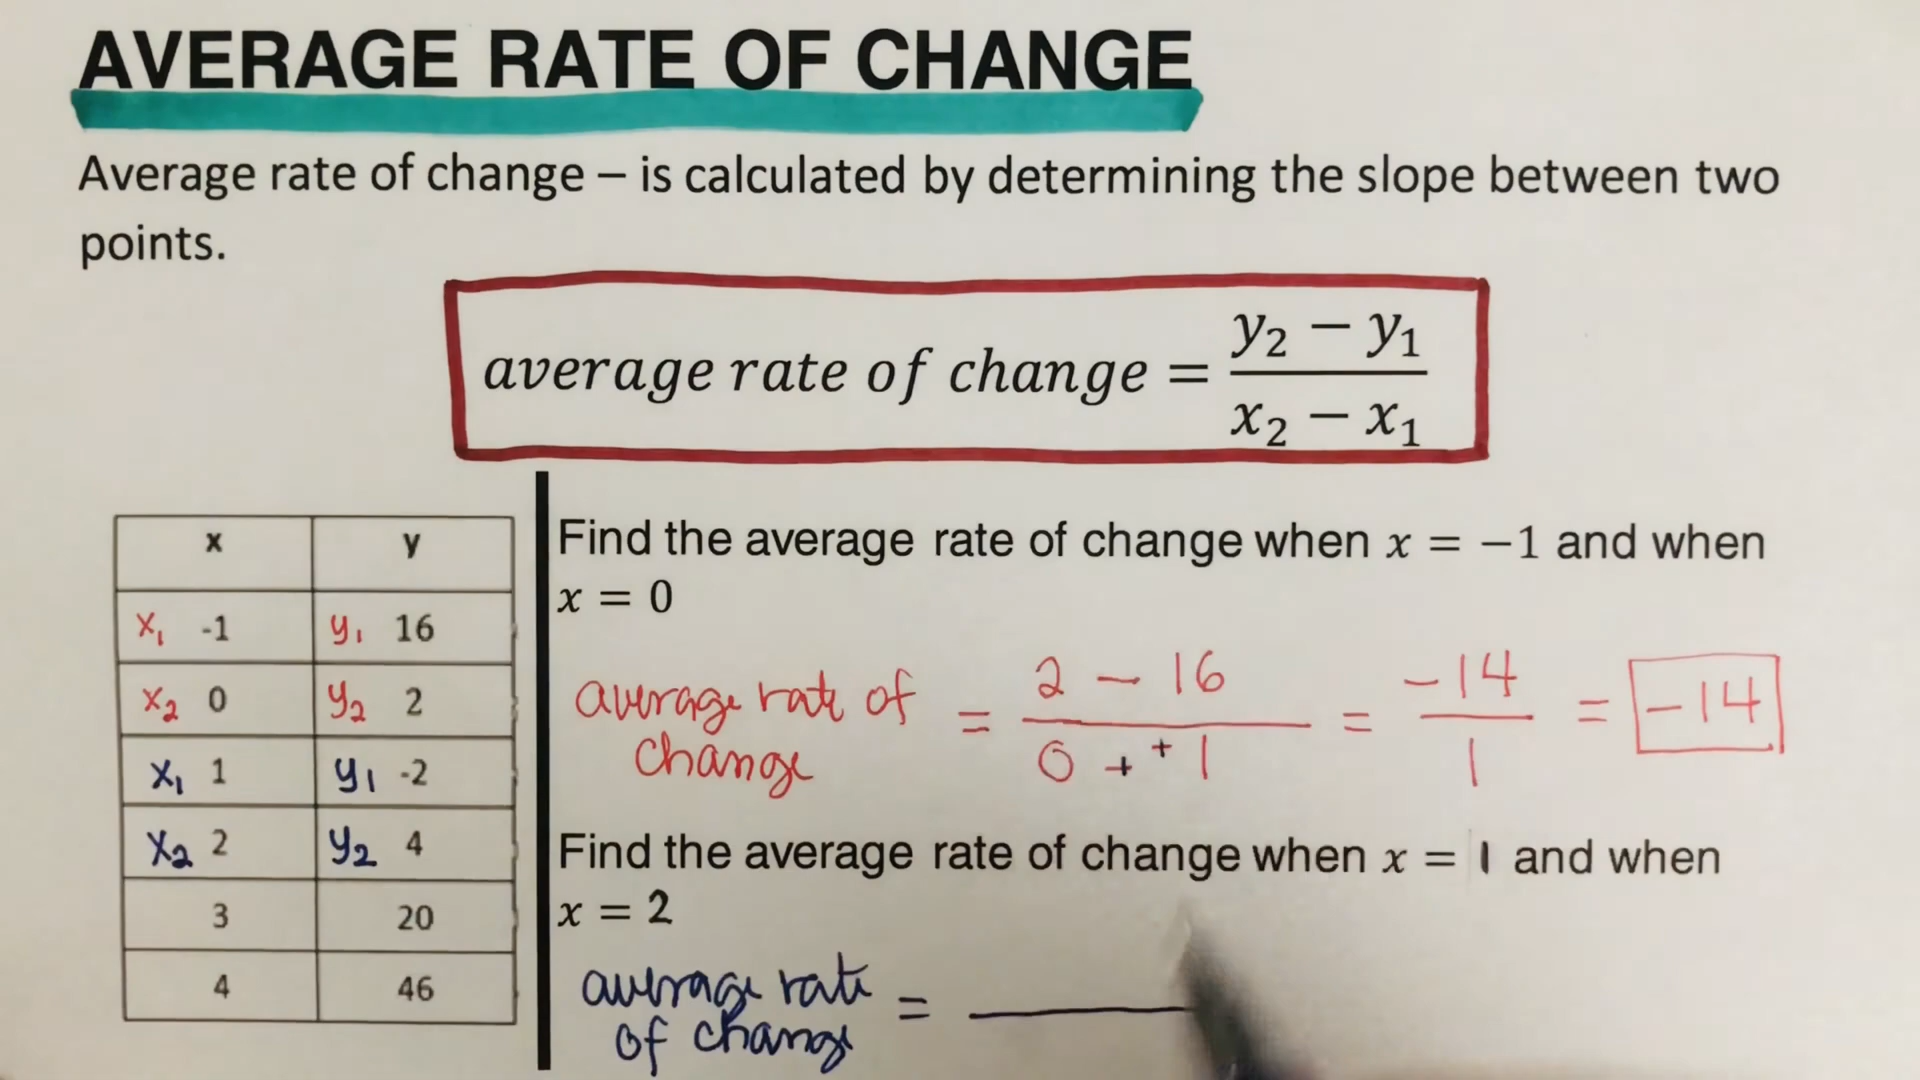 AVERAGE RATE OF CHANGE
Average rate of change – is calculated by determining the slope between two
points.
average rate of change = y₂ − y₁ / x₂ − x₁
x y
x₁ -1 y₁ 16
x₂ 0 y₂ 2
x₁ 1 y₁ -2
x₂ 2 y₂ 4
3 20
4 46
Find the average rate of change when x = −1 and when
x = 0
average rate of
change
= 2 − 16 / 0 + + 1 = −14 / 1 = −14
Find the average rate of change when x = 1 and when
x = 2
average rate
of change
=